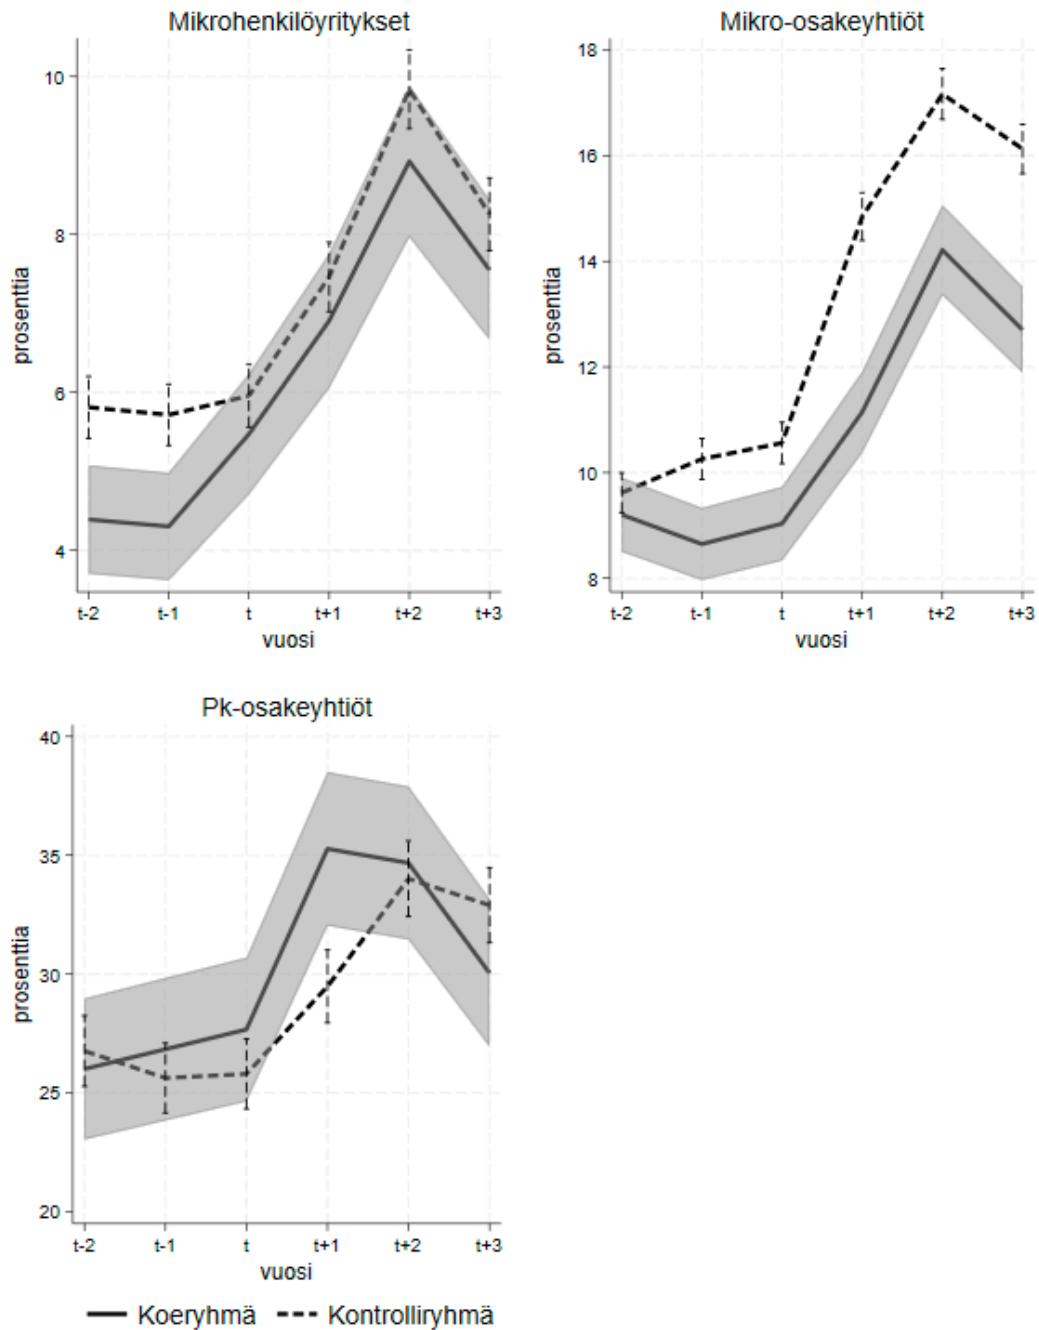 Mikrohenkilöyritykset
prosenttia
10
8
6
4
t-2 t-1 t t+1 t+2 t+3
vuosi
Mikro-osakeyhtiöt
prosenttia
18
16
14
12
10
8
t-2 t-1 t t+1 t+2 t+3
vuosi
Pk-osakeyhtiöt
prosenttia
40
35
30
25
20
t-2 t-1 t t+1 t+2 t+3
vuosi
Koeryhmä Kontrolliryhmä